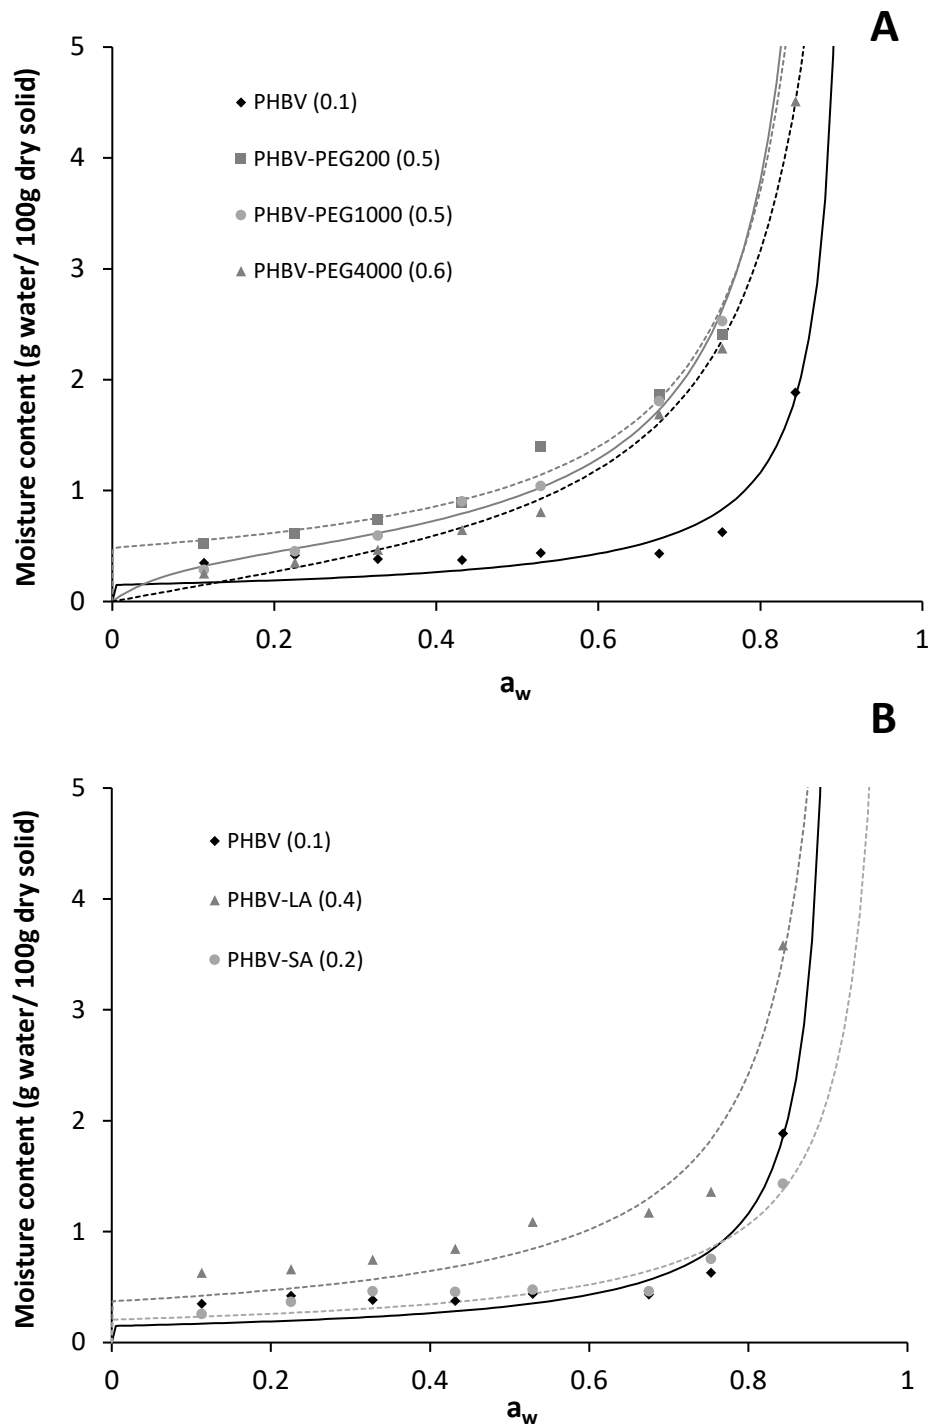 A
Moisture content (g water/ 100g dry solid)
5
4
3
2
1
0
PHBV (0.1)
PHBV-PEG200 (0.5)
PHBV-PEG1000 (0.5)
PHBV-PEG4000 (0.6)
0 0.2 0.4 0.6 0.8 1
aw
B
Moisture content (g water/ 100g dry solid)
5
4
3
2
1
0
PHBV (0.1)
PHBV-LA (0.4)
PHBV-SA (0.2)
0 0.2 0.4 0.6 0.8 1
aw